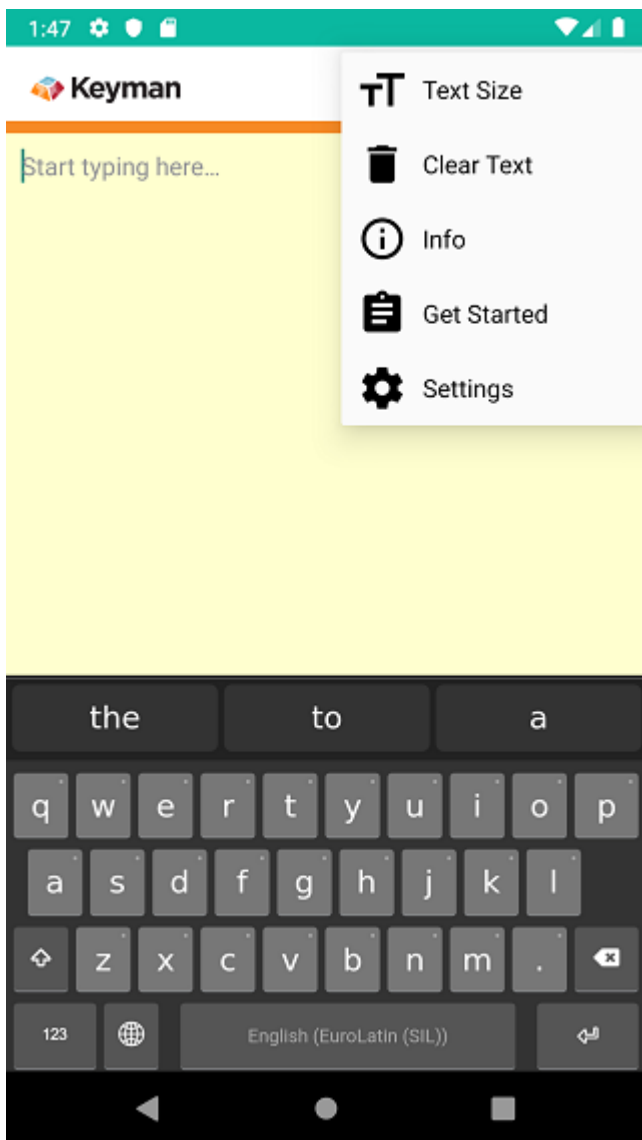 1:47
Keyman
Text Size
Start typing here...
Clear Text
Info
Get Started
Settings
the to a
q w e r t y u i o p
a s d f g h j k l
z x c v b n m .
123 English (EuroLatin (SIL))